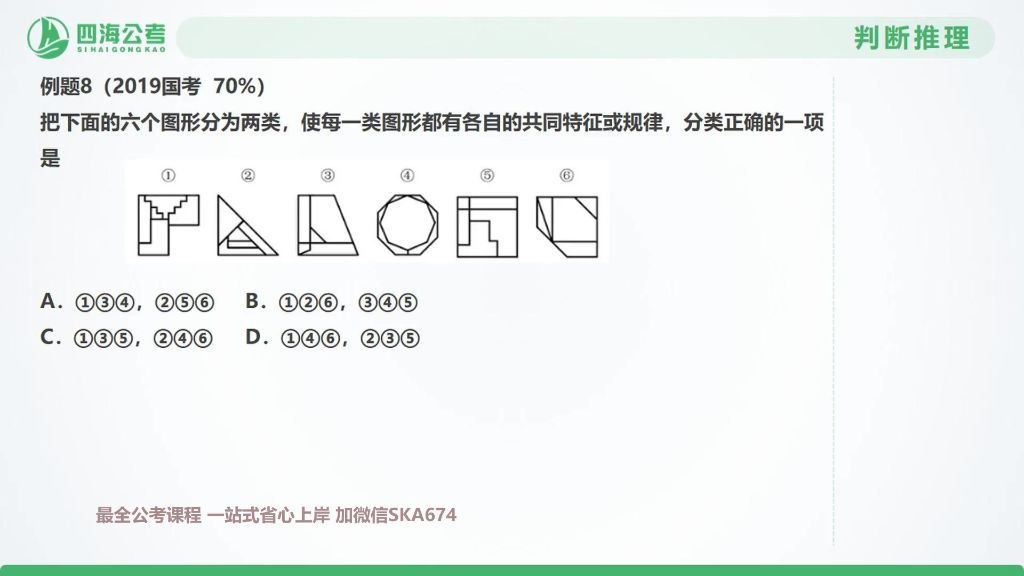 四海公考
SIHAIGONGKAO
判断推理
例题8（2019国考 70%）
把下面的六个图形分为两类，使每一类图形都有各自的共同特征或规律，分类正确的一项
是
① ② ③ ④ ⑤ ⑥
A. ①③④，②⑤⑥ B. ①②⑥，③④⑤
C. ①③⑤，②④⑥ D. ①④⑥，②③⑤
最全公考课程 一站式省心上岸 加微信SKA674